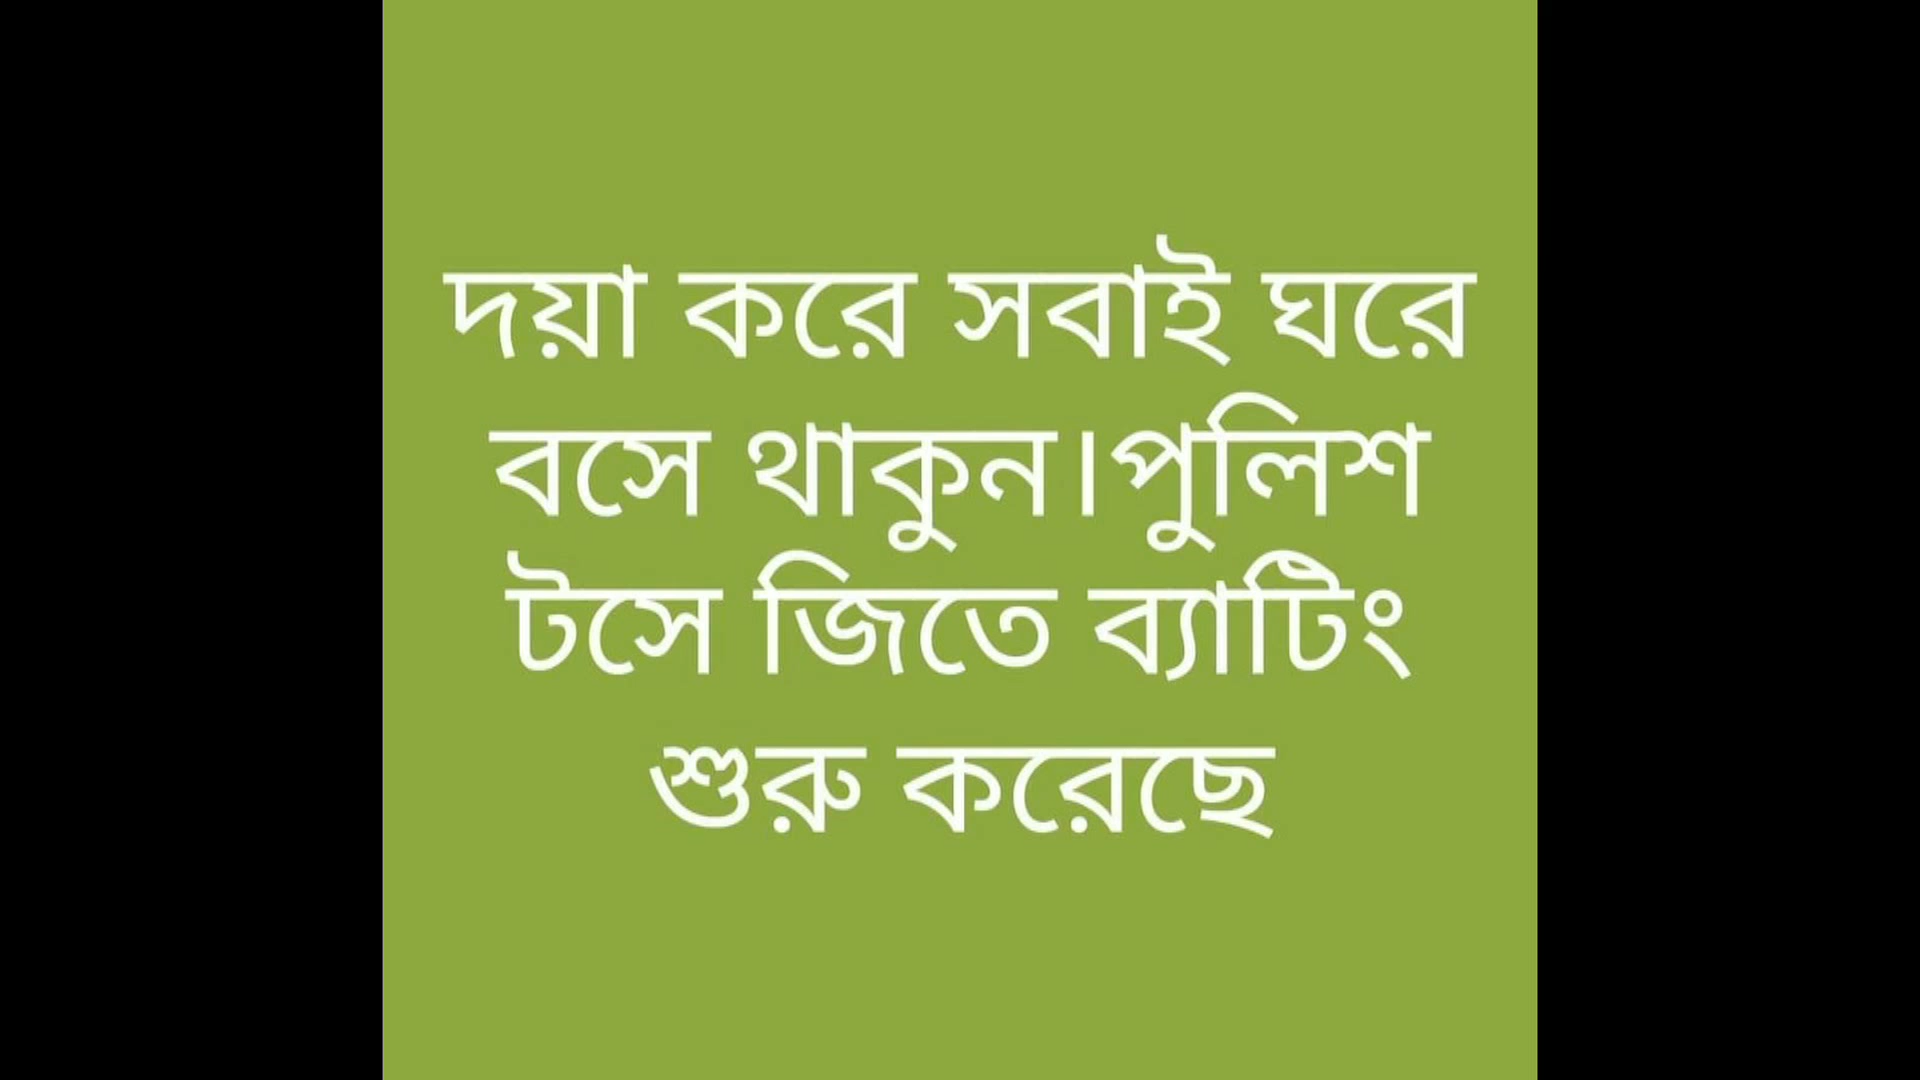 দয়া করে সবাই ঘরে
বসে থাকুন।পুলিশ
টসে জিতে ব্যাটিং
শুরু করেছে